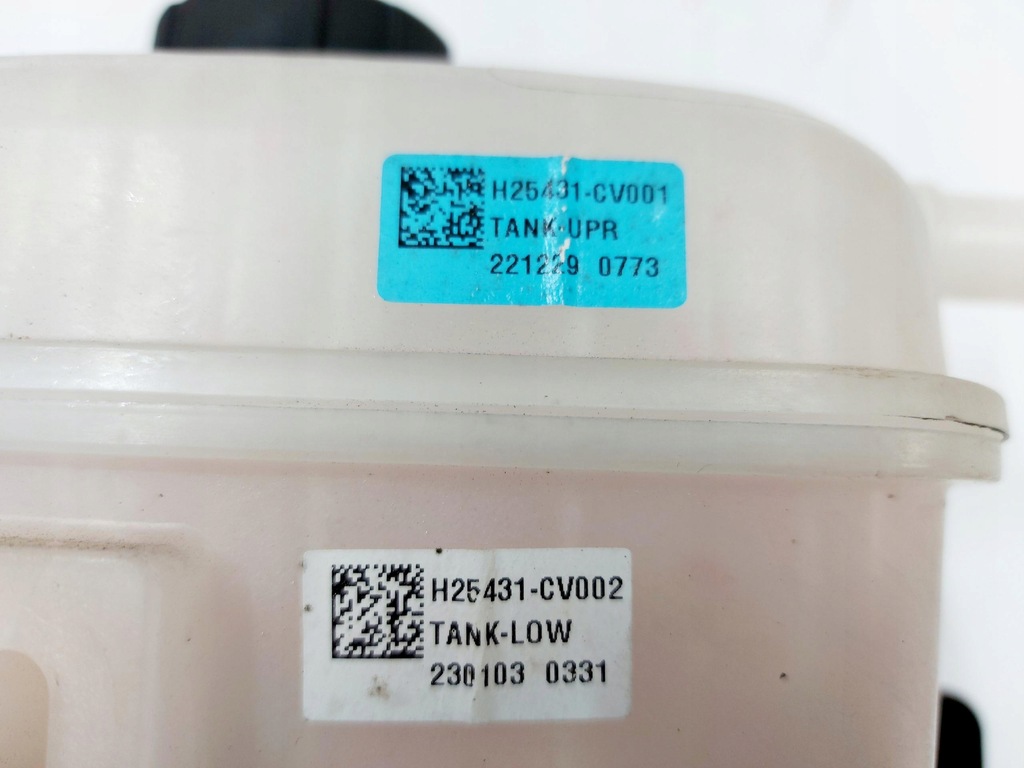 H25431-CV001
TANK-UPR
221229 0773
H25431-CV002
TANK-LOW
230103 0331